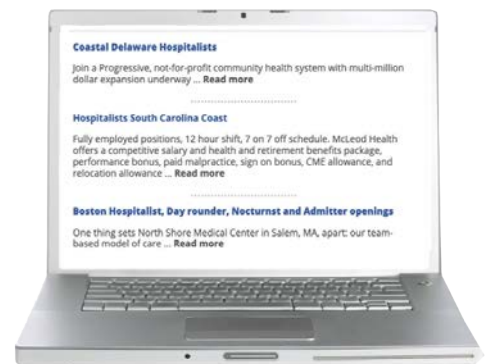 Coastal Delaware Hospitalists
Join a Progressive, not-for-profit community health system with multi-million
dollar expansion underway ... Read more
Hospitalists South Carolina Coast
Fully employed positions, 12 hour shift, 7 on 7 off schedule. McLeod Health
offers a competitive salary and health and retirement benefits package,
performance bonus, paid malpractice, sign on bonus, CME allowance, and
relocation allowance ... Read more
Boston Hospitalist, Day rounder, Nocturnst and Admitter openings
One thing sets North Shore Medical Center in Salem, MA, apart: our team-
based model of care ... Read more